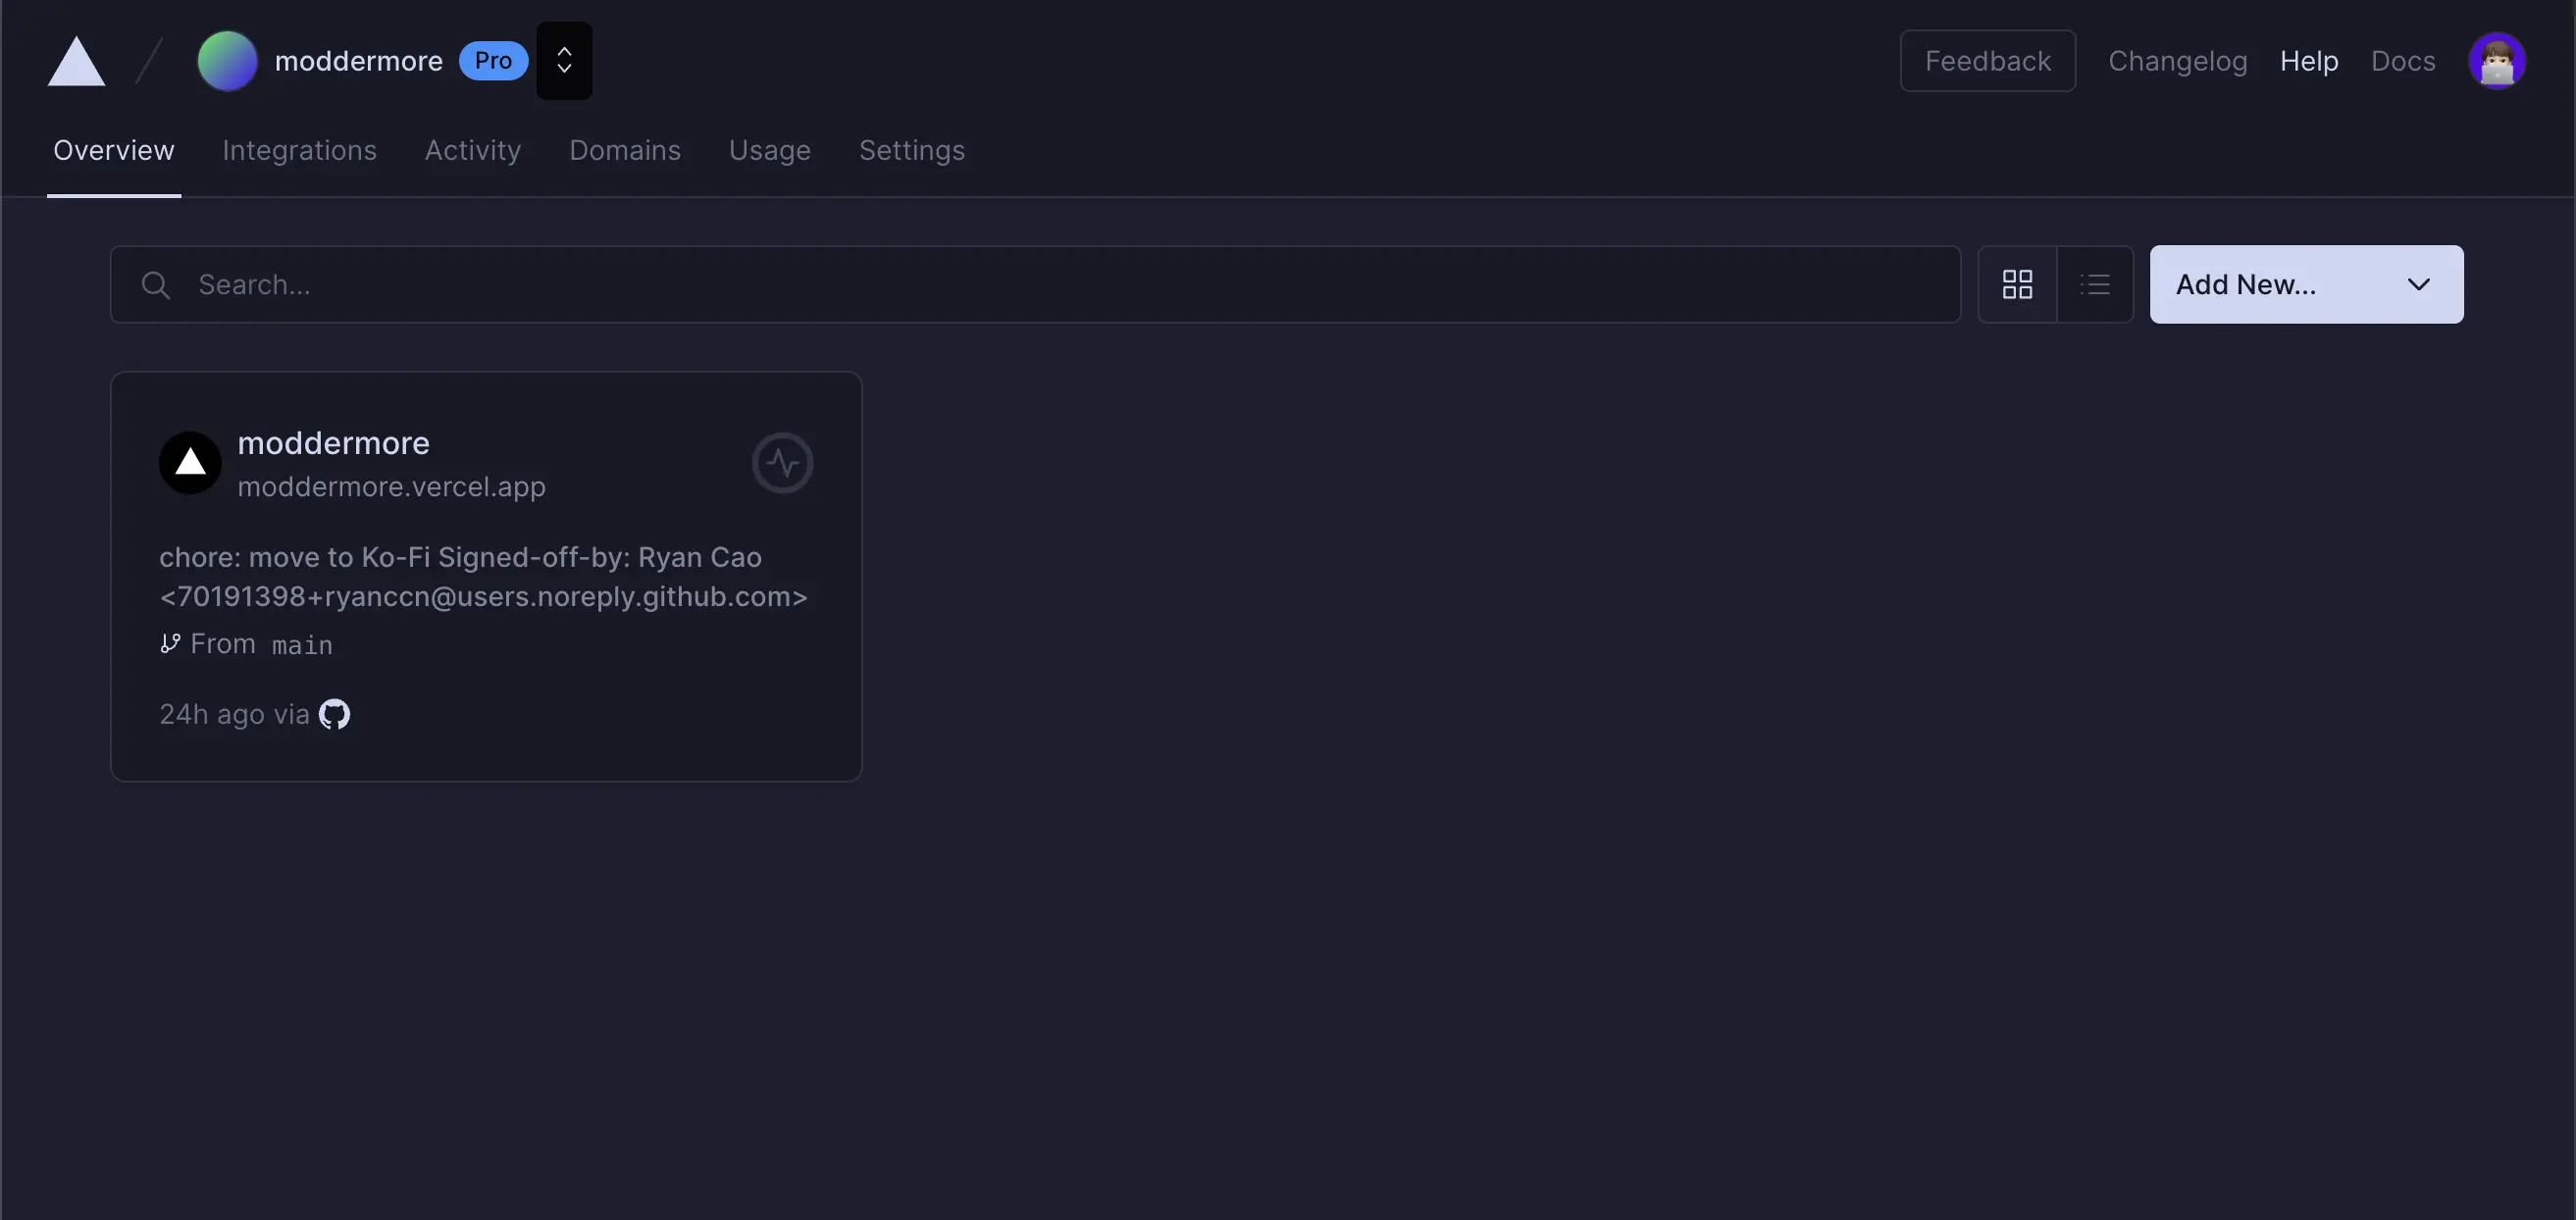 moddermore Pro
Feedback Changelog Help Docs
Overview Integrations Activity Domains Usage Settings
Search...
Add New...
moddermore
moddermore.vercel.app
chore: move to Ko-Fi Signed-off-by: Ryan Cao
<70191398+ryanccn@users.noreply.github.com>
From main
24h ago via